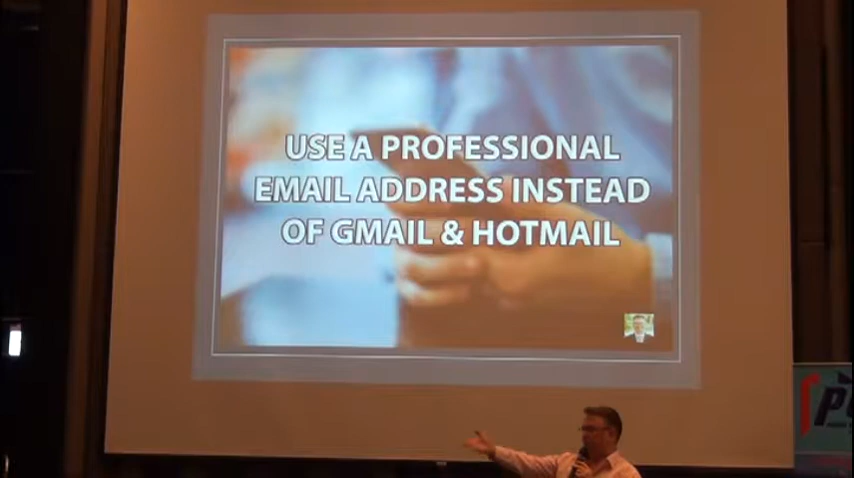 USE A PROFESSIONAL
EMAIL ADDRESS INSTEAD
OF GMAIL & HOTMAIL